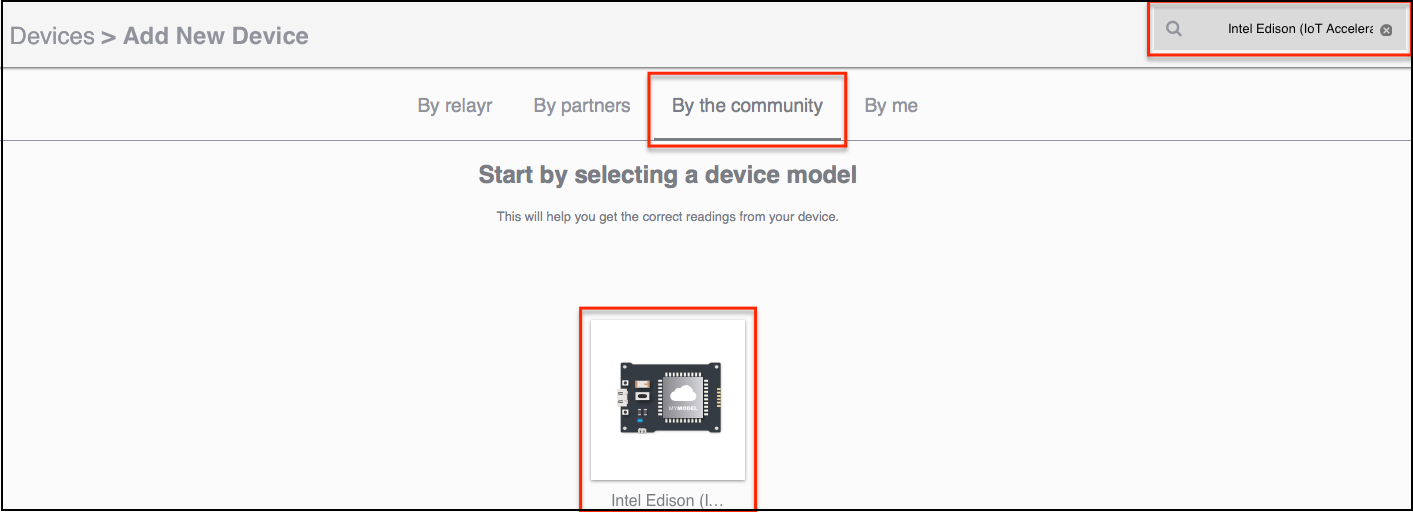 Devices > Add New Device
Intel Edison (IoT Accelera
By relayr By partners By the community By me
Start by selecting a device model
This will help you get the correct readings from your device.
MYMODEL
Intel Edison (I...